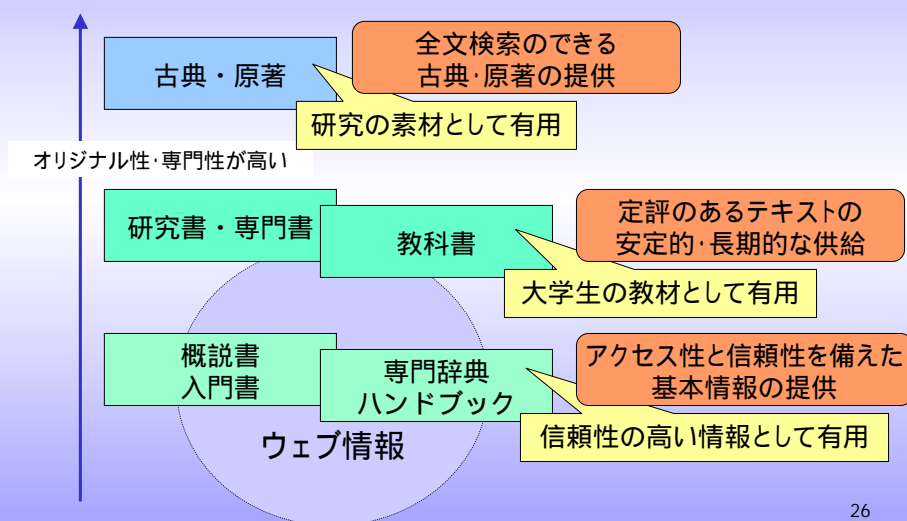 古典・原著
全文検索のできる
古典・原著の提供
研究の素材として有用
オリジナル性・専門性が高い
研究書・専門書
教科書
定評のあるテキストの
安定的・長期的な供給
大学生の教材として有用
概説書
入門書
専門辞典
ハンドブック
アクセス性と信頼性を備えた
基本情報の提供
信頼性の高い情報として有用
ウェブ情報
26